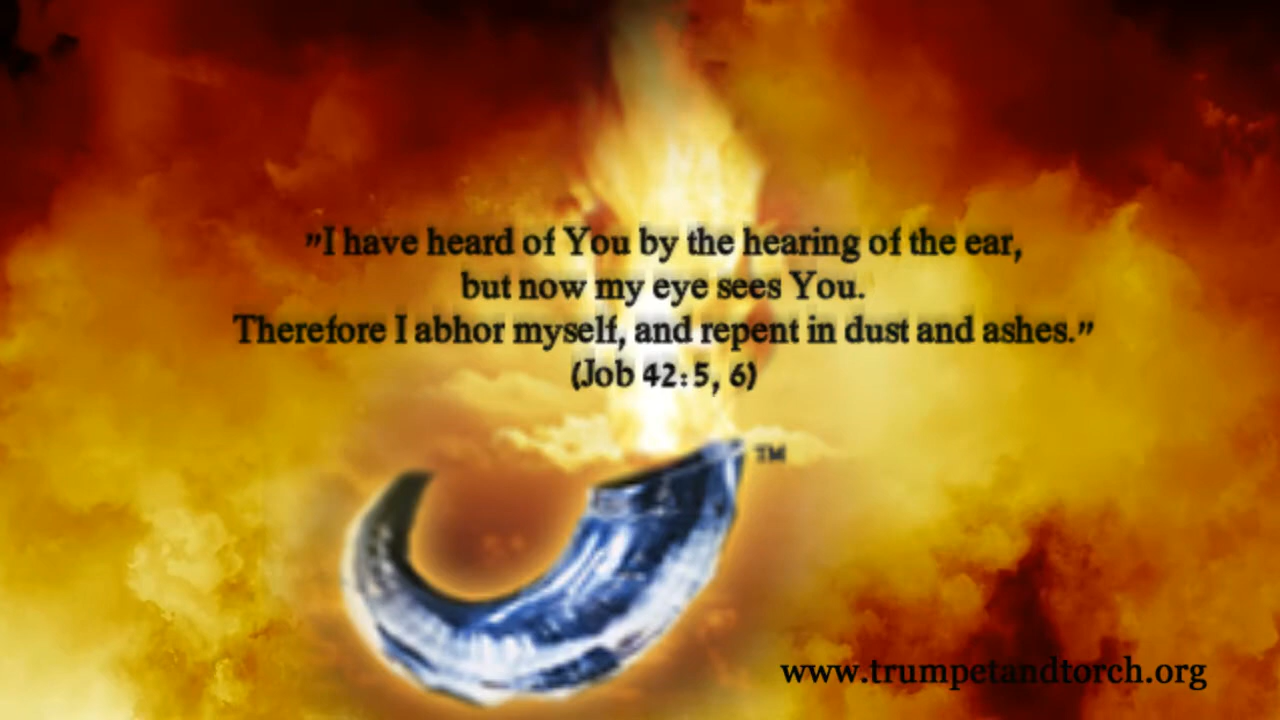 "I have heard of You by the hearing of the ear,
but now my eye sees You.
Therefore I abhor myself, and repent in dust and ashes."
(Job 42:5, 6)
TM
www.trumpetandtorch.org